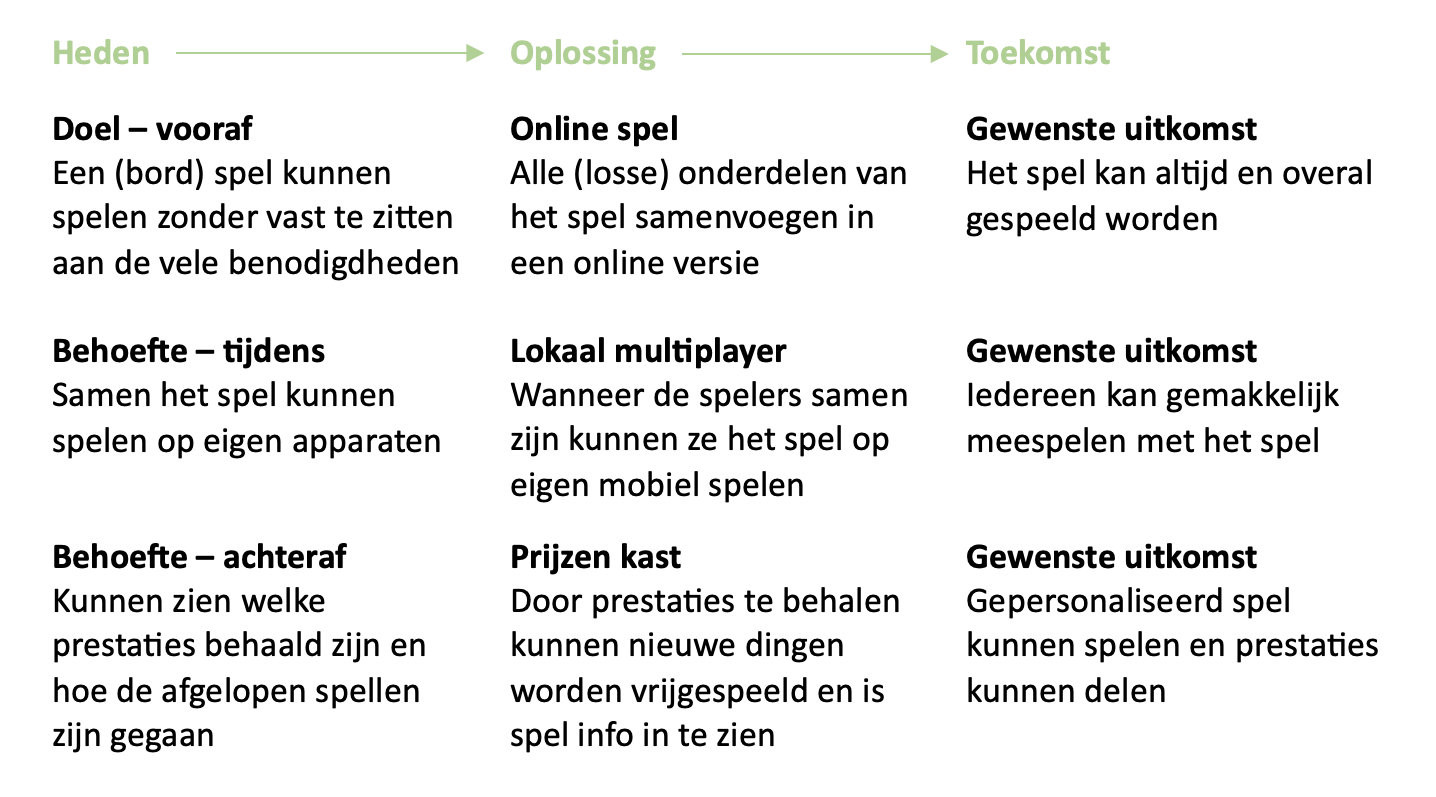 Heden
Oplossing
Toekomst
Doel – vooraf
Een (bord) spel kunnen
spelen zonder vast te zitten
aan de vele benodigdheden
Online spel
Alle (losse) onderdelen van
het spel samenvoegen in
een online versie
Gewenste uitkomst
Het spel kan altijd en overal
gespeeld worden
Behoefte – tijdens
Samen het spel kunnen
spelen op eigen apparaten
Lokaal multiplayer
Wanneer de spelers samen
zijn kunnen ze het spel op
eigen mobiel spelen
Gewenste uitkomst
Iedereen kan gemakkelijk
meespelen met het spel
Behoefte – achteraf
Kunnen zien welke
prestaties behaald zijn en
hoe de afgelopen spellen
zijn gegaan
Prijzen kast
Door prestaties te behalen
kunnen nieuwe dingen
worden vrijgespeeld en is
spel info in te zien
Gewenste uitkomst
Gepersonaliseerd spel
kunnen spelen en prestaties
kunnen delen